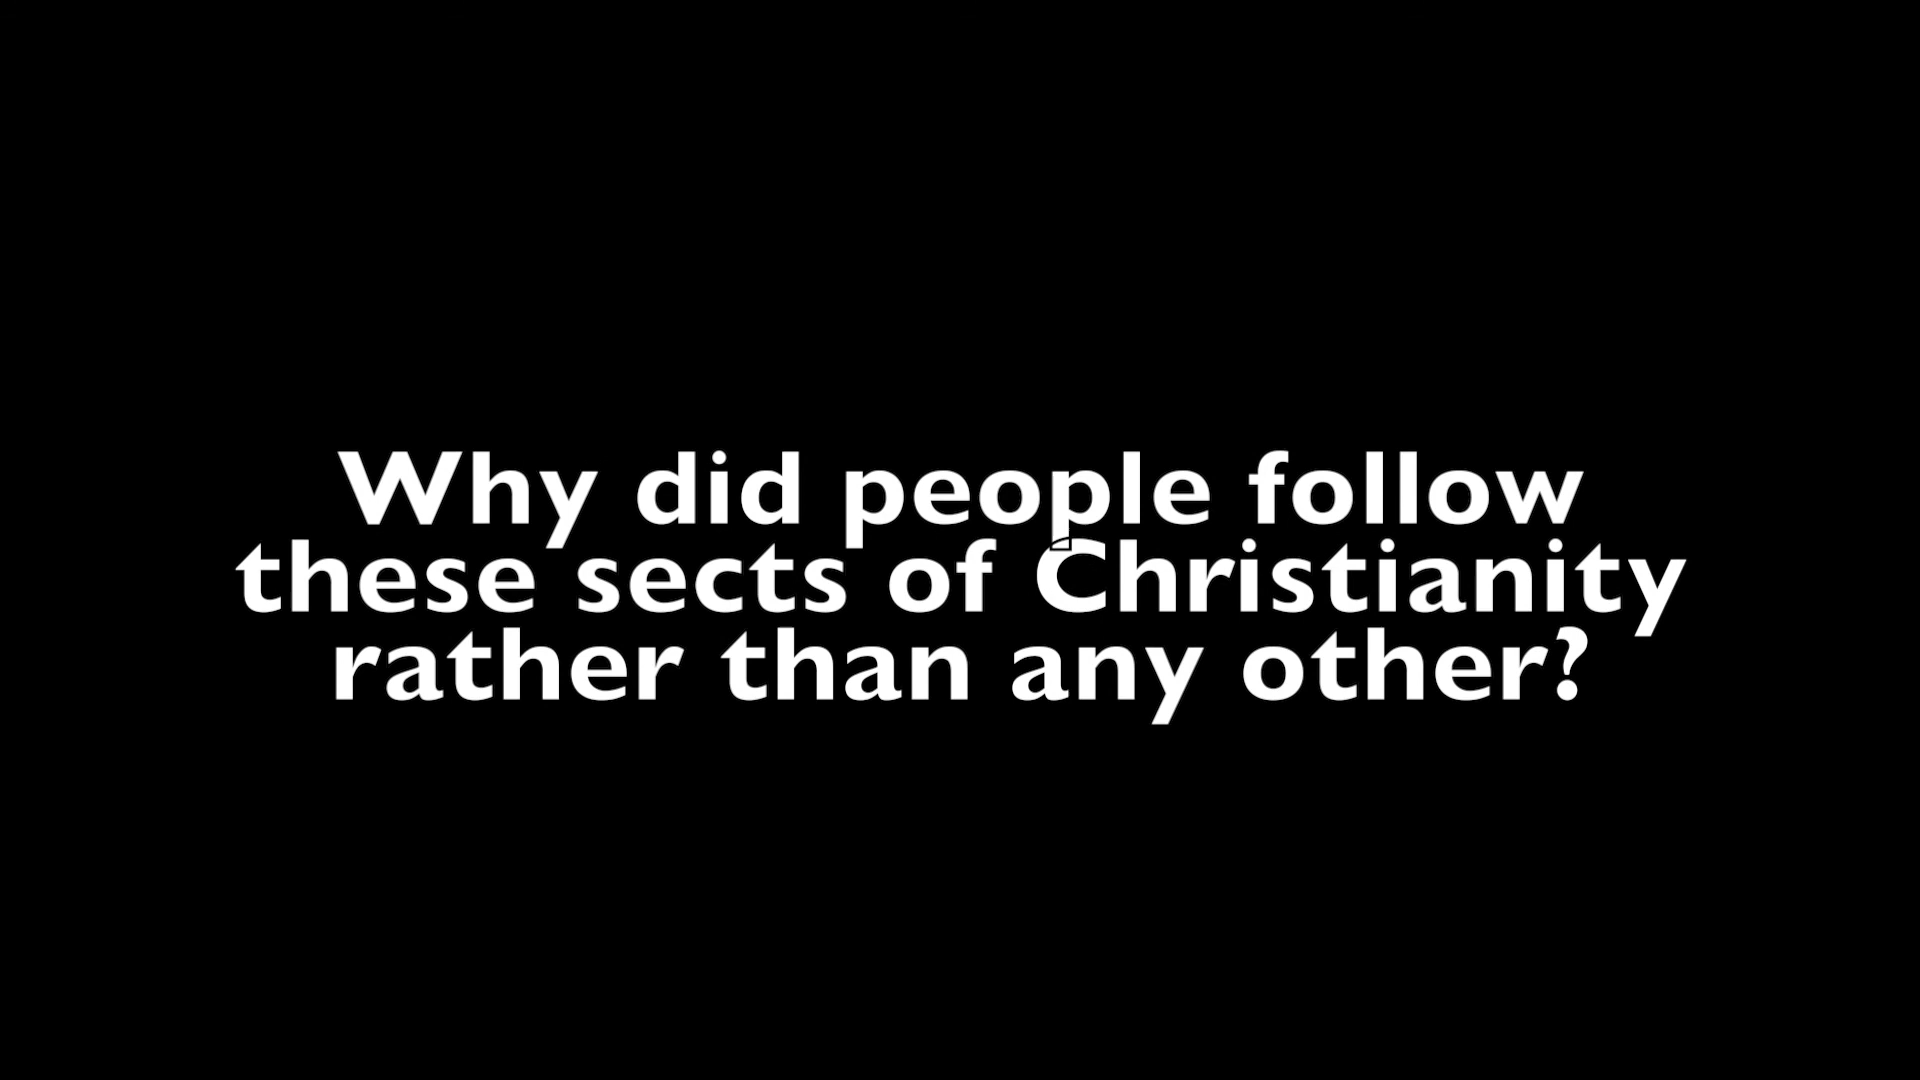 Why did people follow
these sects of Christianity
rather than any other?